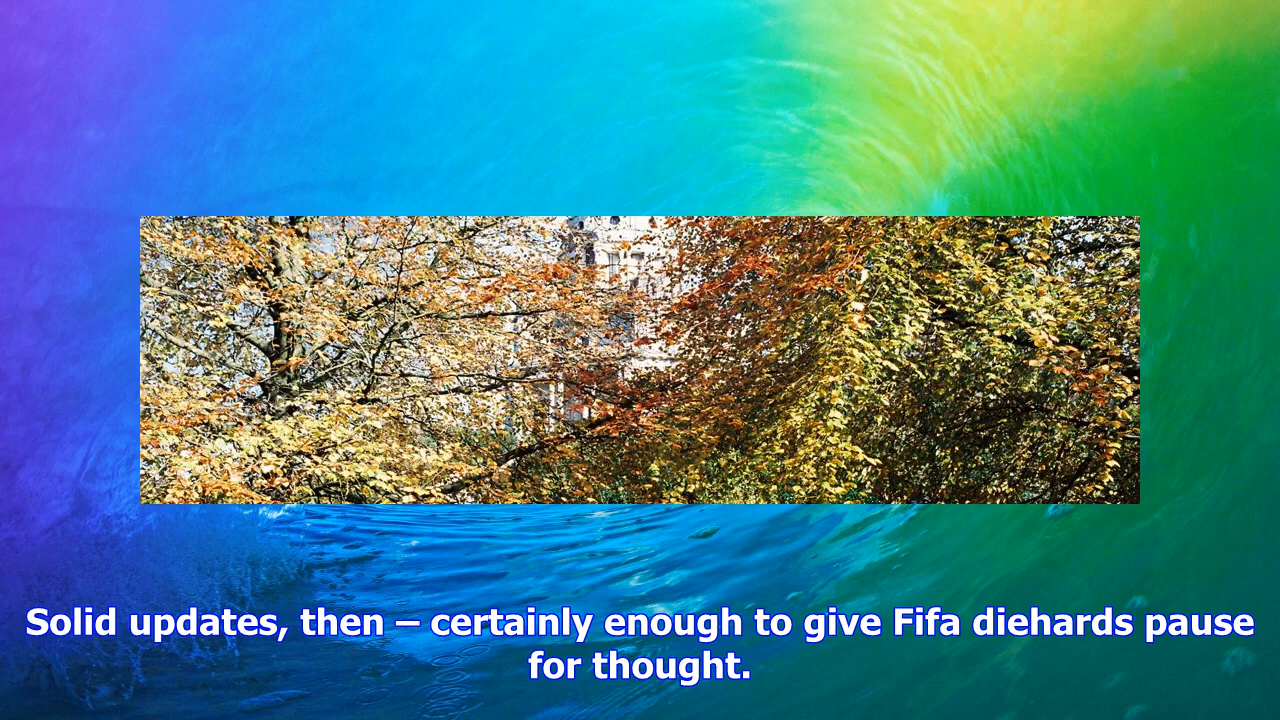 Solid updates, then – certainly enough to give Fifa diehards pause
for thought.